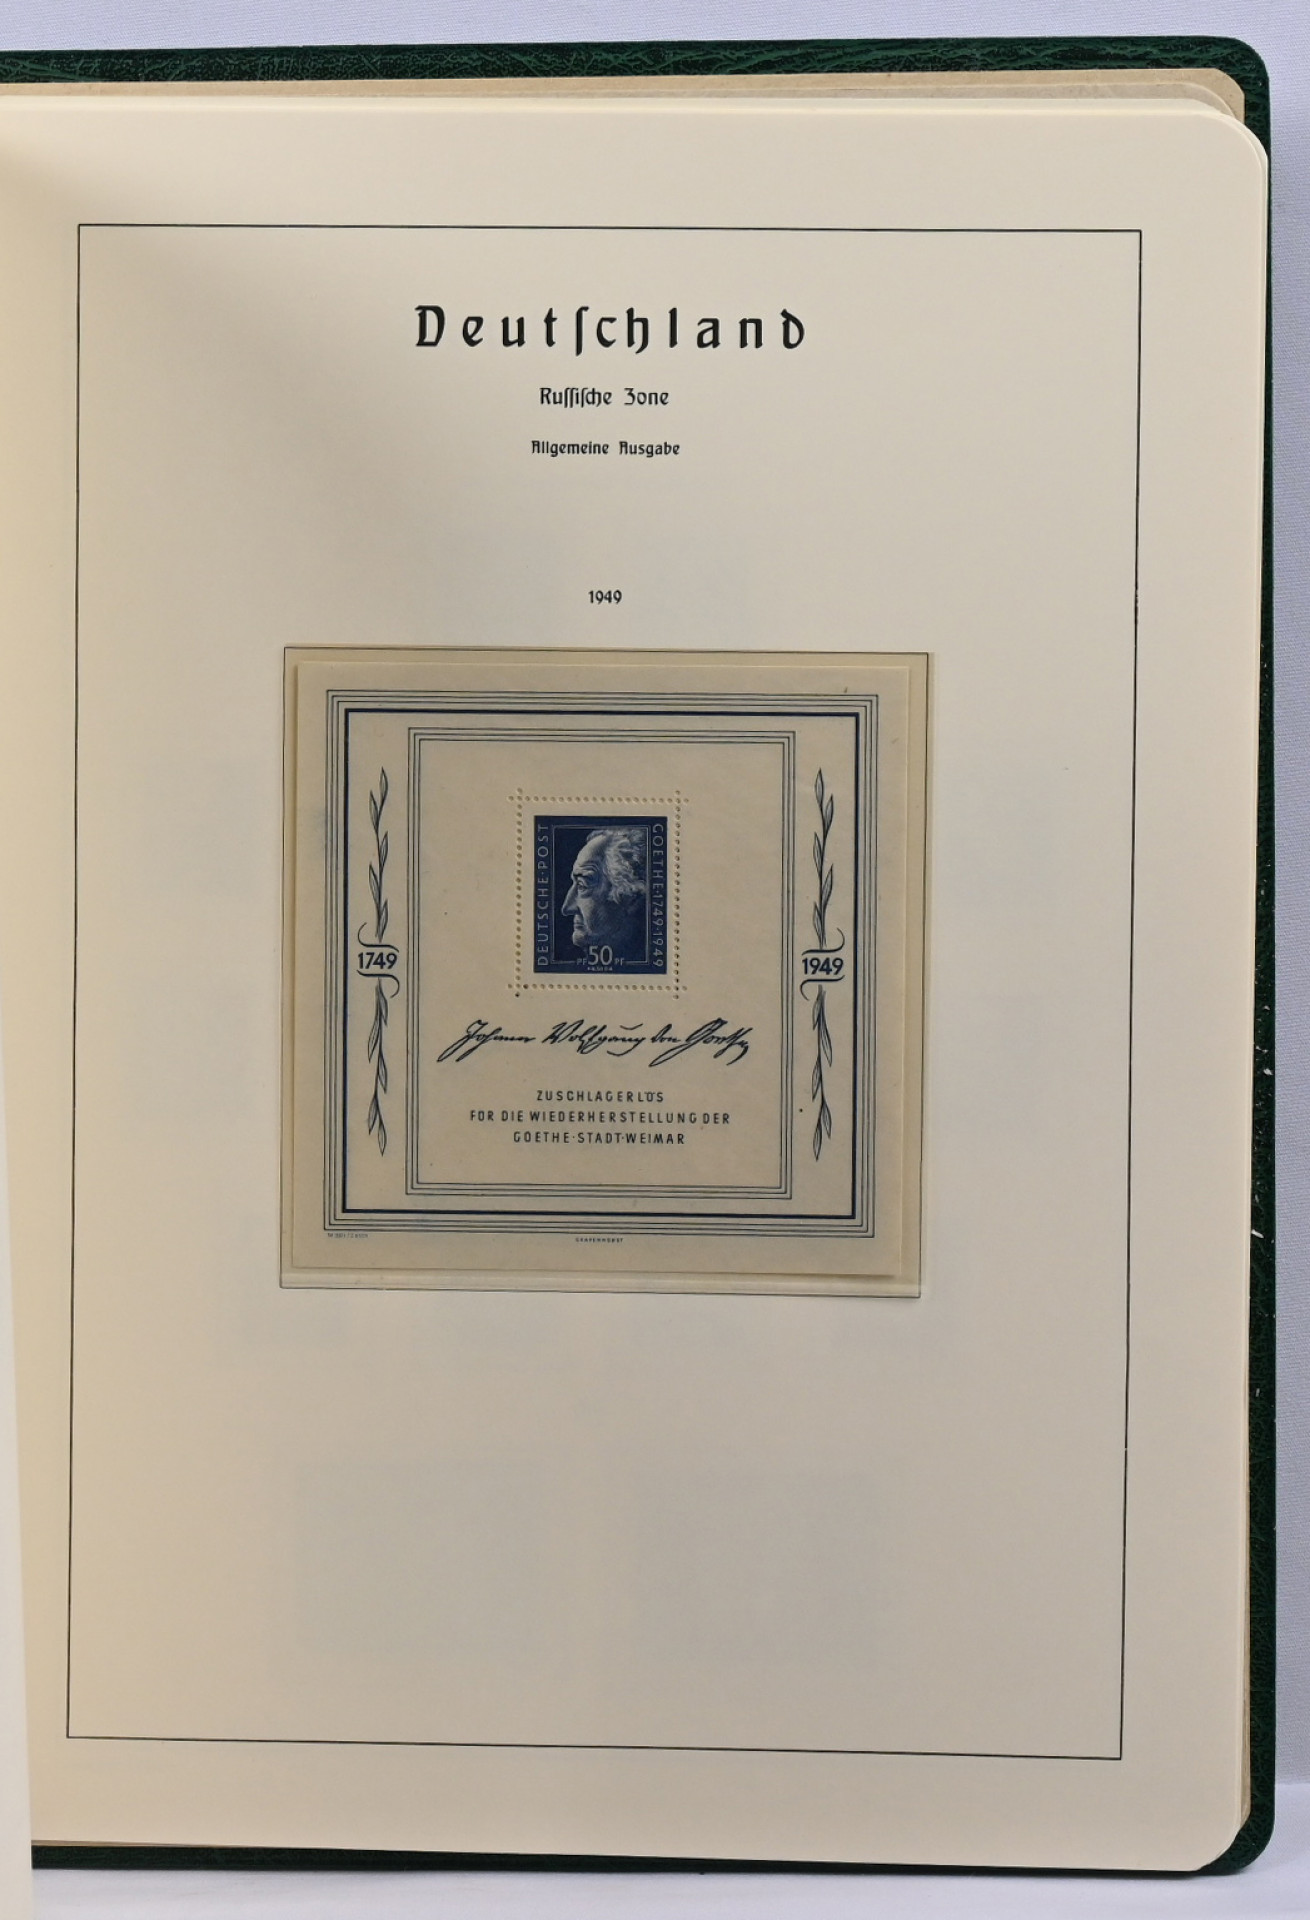 Deutſchland
Ruſſiſche Zone
Allgemeine Ausgabe
1949
DEUTSCHE·POST
GOETHE·1749·1949
PF 50 PF
1749
1949
Johann Wolfgang von Goethe
ZUSCHLAGERLÖS
FÜR DIE WIEDERHERSTELLUNG DER
GOETHE·STADT·WEIMAR